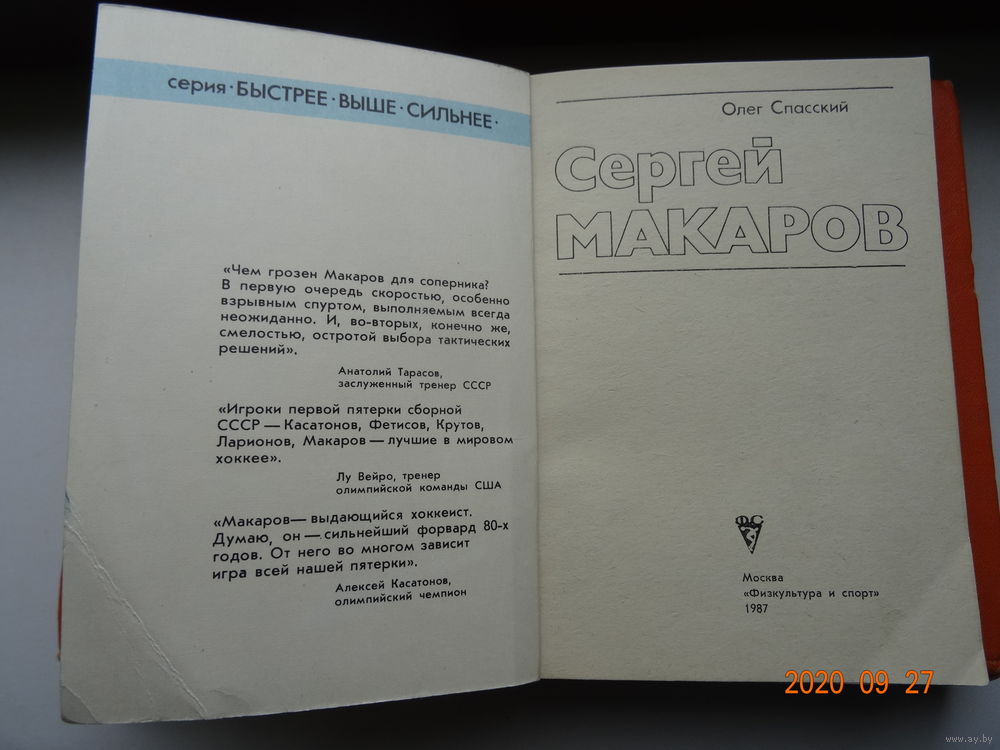 серия · БЫСТРЕЕ · ВЫШЕ · СИЛЬНЕЕ ·
«Чем грозен Макаров для соперника?
В первую очередь скоростью, особенно
взрывным спуртом, выполняемым всегда
неожиданно. И, во-вторых, конечно же,
смелостью, остротой выбора тактических
решений».
Анатолий Тарасов,
заслуженный тренер СССР
«Игроки первой пятерки сборной
СССР — Касатонов, Фетисов, Крутов,
Ларионов, Макаров — лучшие в мировом
хоккее».
Лу Вейро, тренер
олимпийской команды США
«Макаров — выдающийся хоккеист.
Думаю, он — сильнейший форвард 80-х
годов. От него во многом зависит
игра всей нашей пятерки».
Алексей Касатонов,
олимпийский чемпион
Олег Спасский
Сергей
МАКАРОВ
ФС
Москва
«Физкультура и спорт»
1987
2020 09 27
www.ay.by